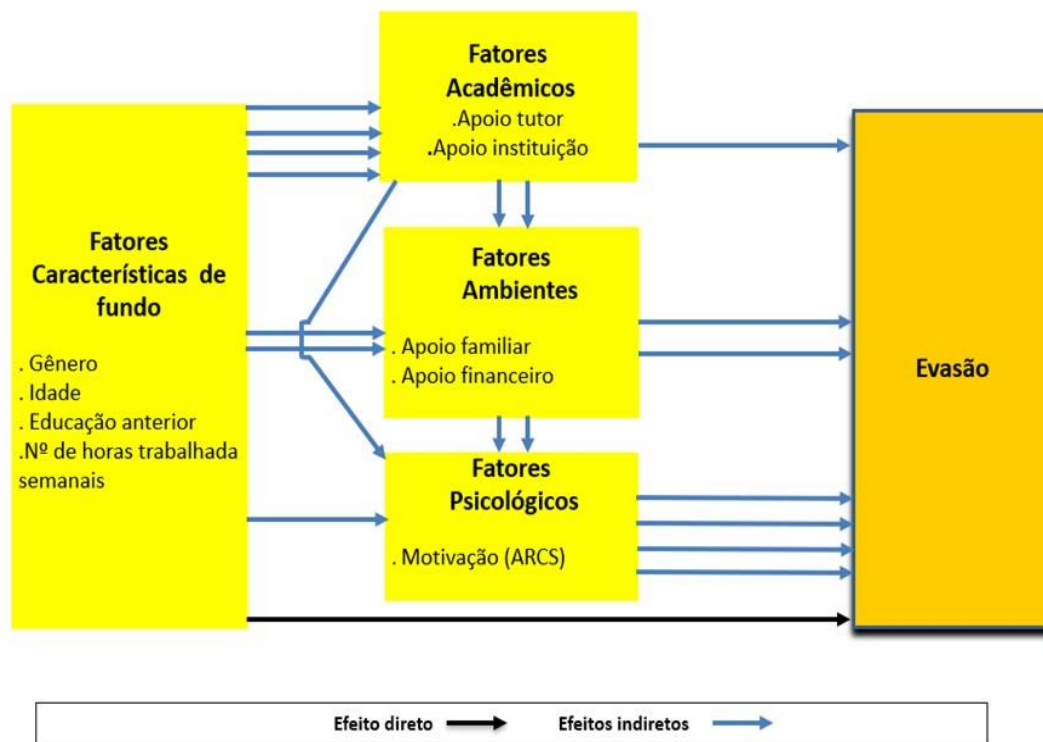 Fatores
Acadêmicos
.Apoio tutor
.Apoio instituição
Fatores
Características de
fundo
. Gênero
. Idade
. Educação anterior
.Nº de horas trabalhada
semanais
Fatores
Ambientes
. Apoio familiar
. Apoio financeiro
Fatores
Psicológicos
. Motivação (ARCS)
Evasão
Efeito direto
Efeitos indiretos